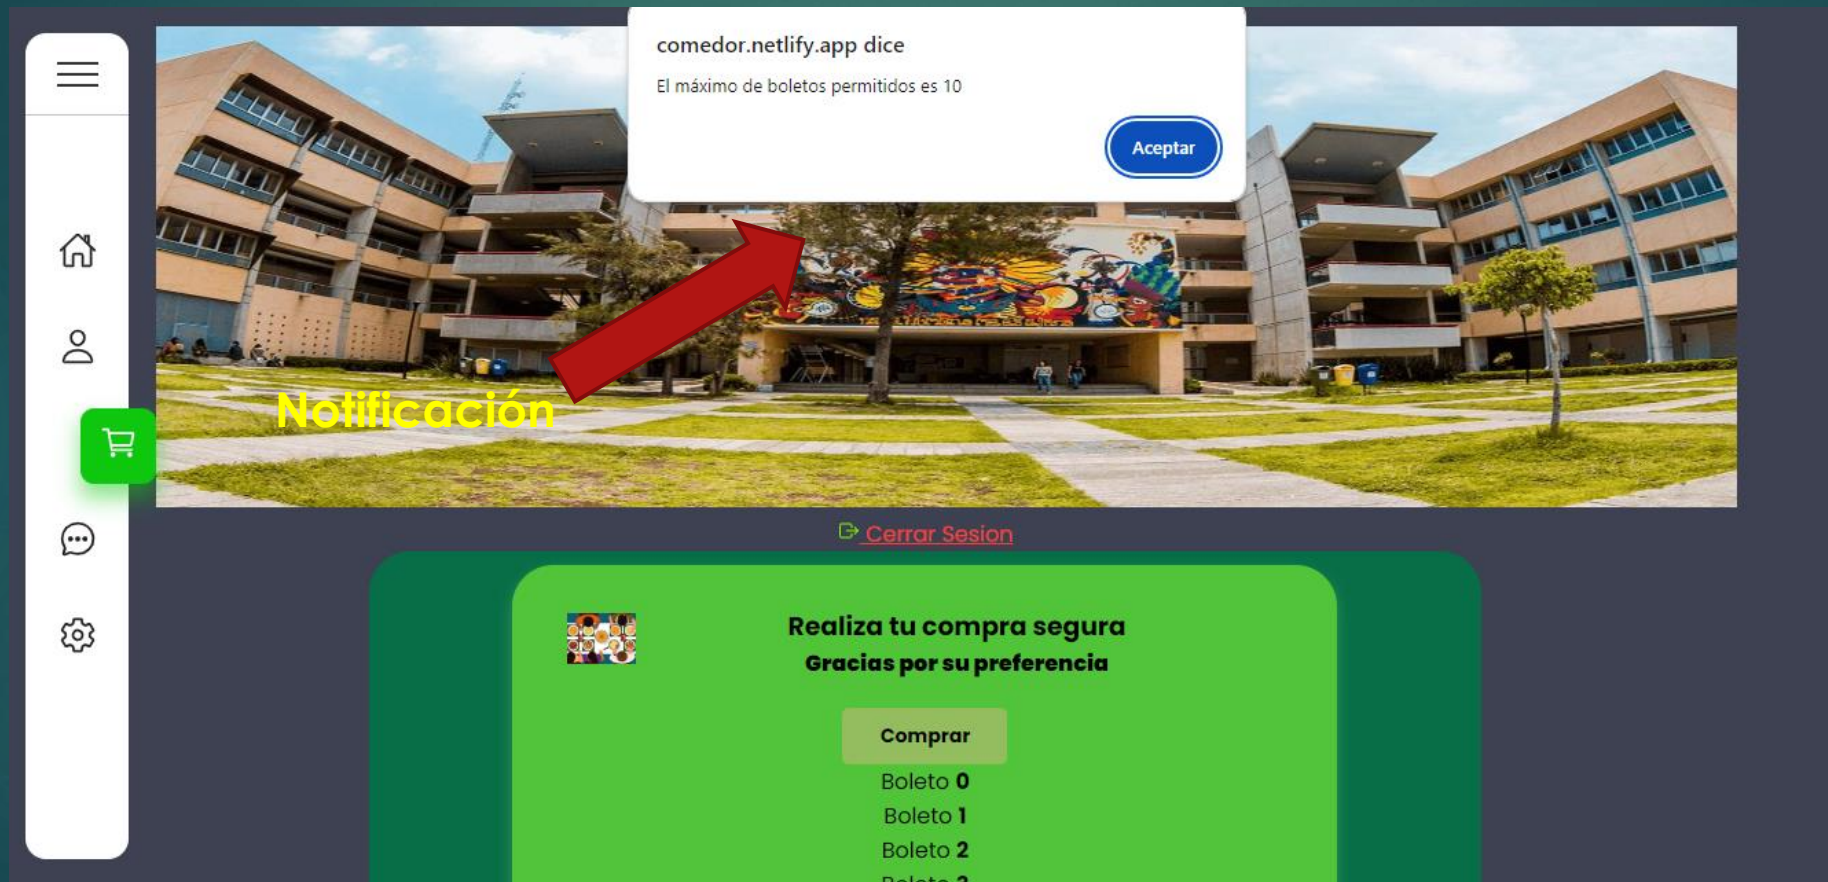 comedor.netlify.app dice
El máximo de boletos permitidos es 10
Aceptar
Notificación
Cerrar Sesion
Realiza tu compra segura
Gracias por su preferencia
Comprar
Boleto 0
Boleto 1
Boleto 2